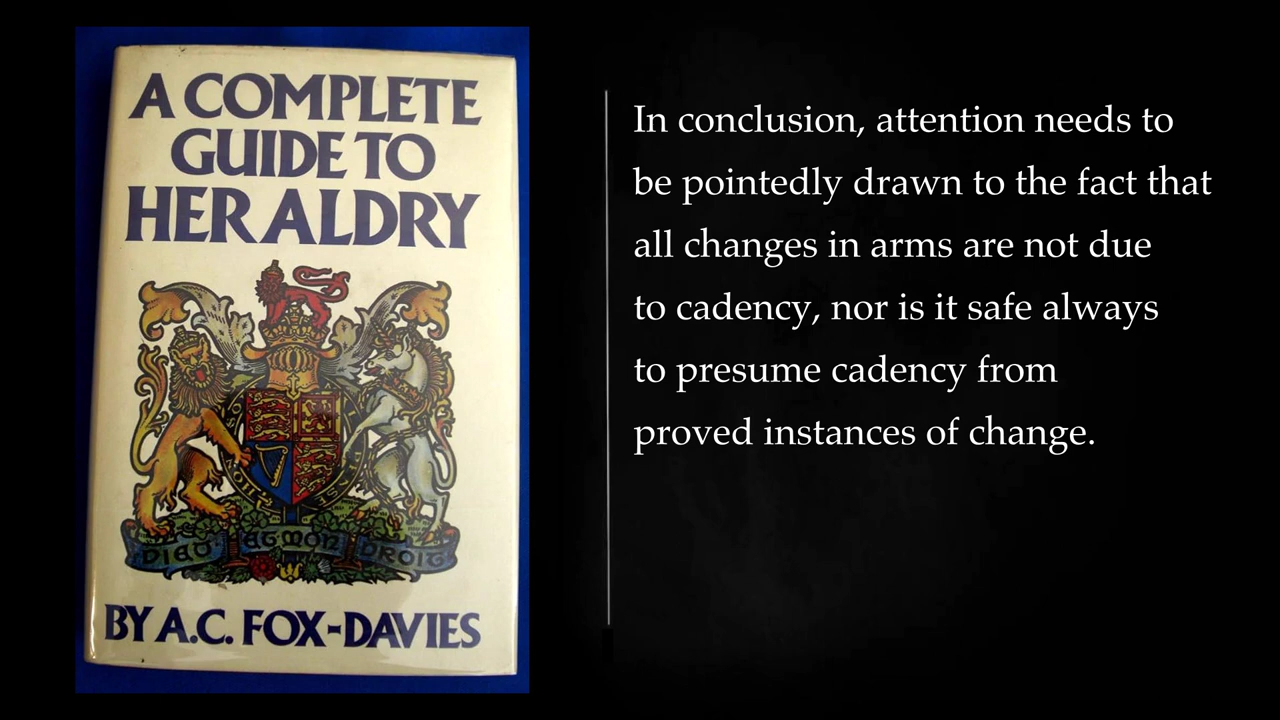 A COMPLETE
GUIDE TO
HERALDRY
DIEU ET MON DROIT
BY A.C. FOX-DAVIES
In conclusion, attention needs to
be pointedly drawn to the fact that
all changes in arms are not due
to cadency, nor is it safe always
to presume cadency from
proved instances of change.